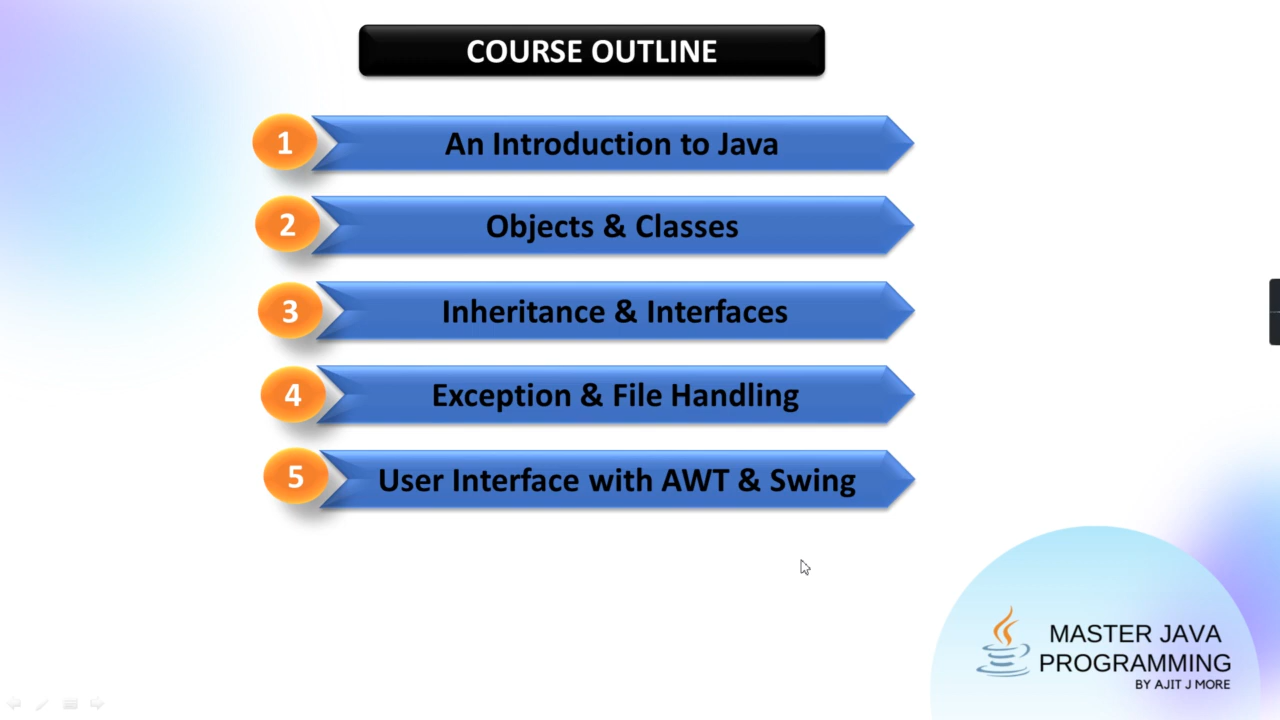 COURSE OUTLINE
1 An Introduction to Java
2 Objects & Classes
3 Inheritance & Interfaces
4 Exception & File Handling
5 User Interface with AWT & Swing
MASTER JAVA
PROGRAMMING
BY AJIT J MORE